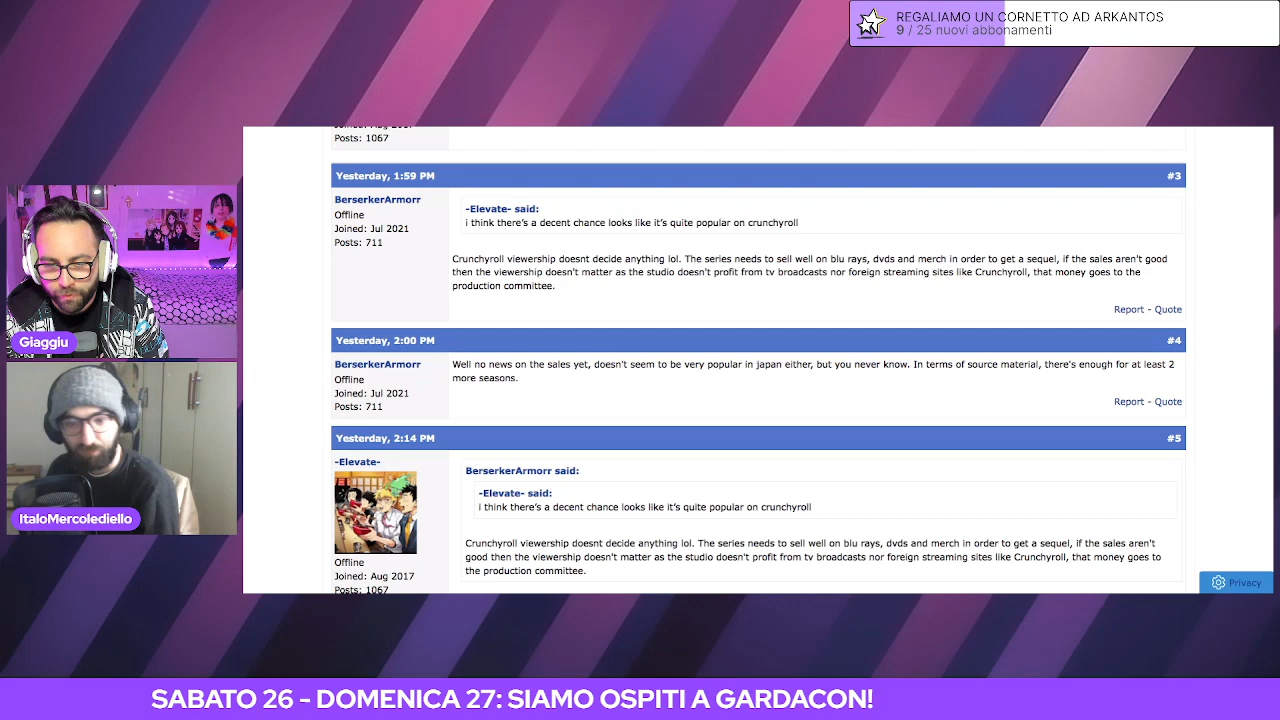 REGALIAMO UN CORNETTO AD ARKANTOS
9 / 25 nuovi abbonamenti
Posts: 1067
Yesterday, 1:59 PM #3
BerserkerArmorr
Offline
Joined: Jul 2021
Posts: 711
-Elevate- said:
i think there's a decent chance looks like it's quite popular on crunchyroll
Crunchyroll viewership doesnt decide anything lol. The series needs to sell well on blu rays, dvds and merch in order to get a sequel, if the sales aren't good
then the viewership doesn't matter as the studio doesn't profit from tv broadcasts nor foreign streaming sites like Crunchyroll, that money goes to the
production committee.
Report - Quote
Giaggiu
Yesterday, 2:00 PM #4
BerserkerArmorr
Offline
Joined: Jul 2021
Posts: 711
Well no news on the sales yet, doesn't seem to be very popular in japan either, but you never know. In terms of source material, there's enough for at least 2
more seasons.
Report - Quote
Yesterday, 2:14 PM #5
-Elevate-
Offline
Joined: Aug 2017
Posts: 1067
BerserkerArmorr said:
-Elevate- said:
i think there's a decent chance looks like it's quite popular on crunchyroll
Crunchyroll viewership doesnt decide anything lol. The series needs to sell well on blu rays, dvds and merch in order to get a sequel, if the sales aren't
good then the viewership doesn't matter as the studio doesn't profit from tv broadcasts nor foreign streaming sites like Crunchyroll, that money goes to
the production committee.
ItaloMercolediello
Privacy
SABATO 26 - DOMENICA 27: SIAMO OSPITI A GARDACON!